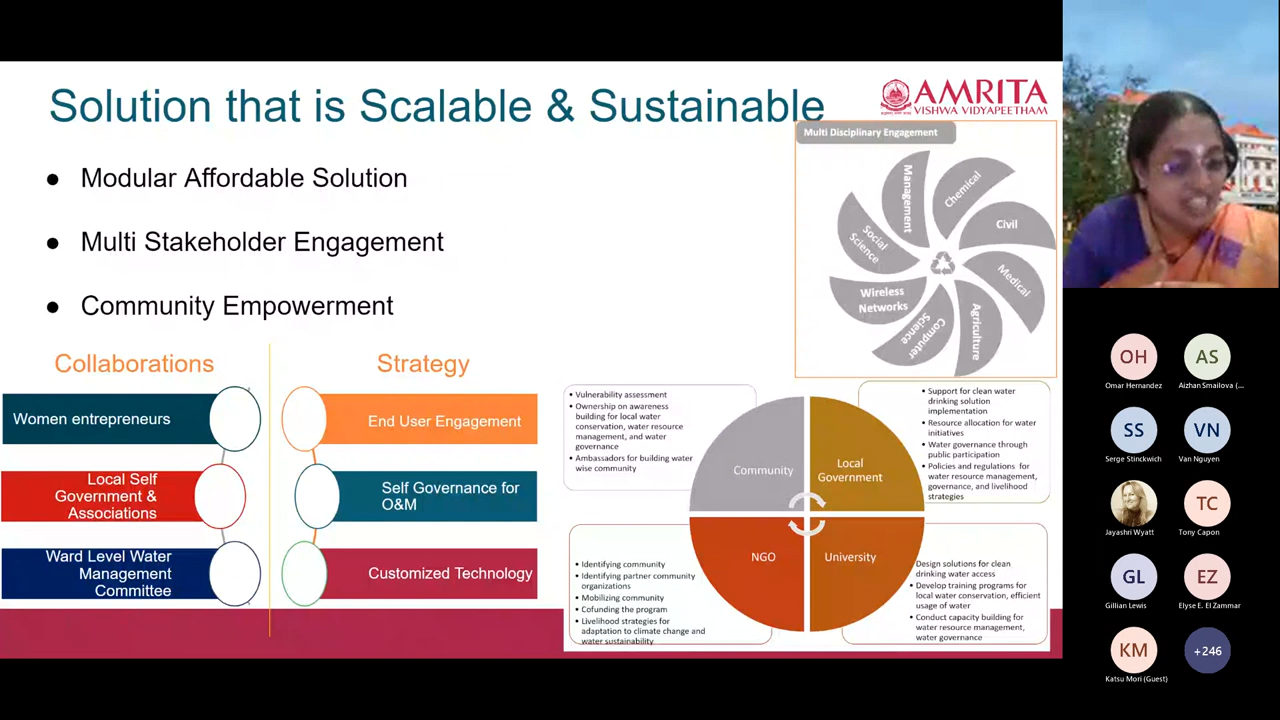 Solution that is Scalable & Sustainable
AMRITA
VISHWA VIDYAPEETHAM
● Modular Affordable Solution
● Multi Stakeholder Engagement
● Community Empowerment
Multi Disciplinary Engagement
Management
Chemical
Civil
Medical
Agriculture
Computer
Science
Wireless
Networks
Social
Science
Collaborations
Women entrepreneurs
Local Self
Government &
Associations
Ward Level Water
Management
Committee
Strategy
End User Engagement
Self Governance for
O&M
Customized Technology
• Vulnerability assessment
• Ownership on awareness
building for local water
conservation, water resource
management, and water
governance
• Ambassadors for building water
wise community
Community
Local
Government
NGO
University
• Support for clean water
drinking solution
implementation
• Resource allocation for water
initiatives
• Water governance through
public participation
• Policies and regulations for
water resource management,
governance, and livelihood
strategies
• Identifying community
• Identifying partner community
organizations
• Mobilizing community
• Cofunding the program
• Livelihood strategies for
adaptation to climate change and
water sustainability
Design solutions for clean
drinking water access
• Develop training programs for
local water conservation, efficient
usage of water
• Conduct capacity building for
water resource management,
water governance
OH
Omar Hernandez
AS
Aizhan Smailova (...
SS
Serge Stinckwich
VN
Van Nguyen
Jayashri Wyatt
TC
Tony Capon
GL
Gillian Lewis
EZ
Elyse E. El Zammar
KM
Katsu Mori (Guest)
+246